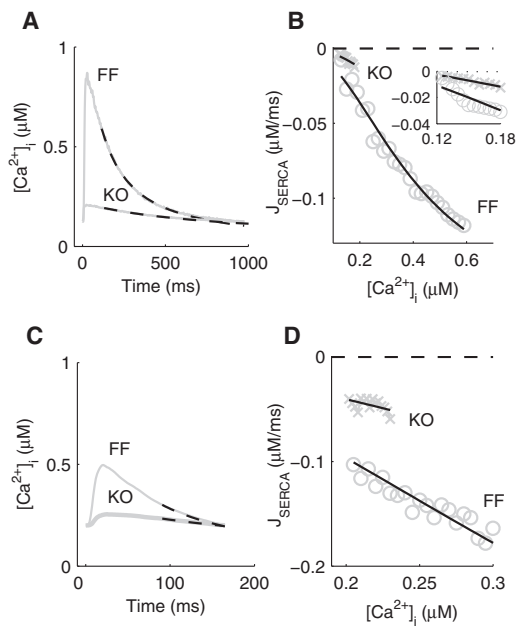 A
1
FF
0.5
KO
0
0
500
1000
[Ca2+]i (μM)
Time (ms)
B
0
KO
−0.05
−0.1
FF
0
−0.02
−0.04
0.12
0.18
0.2
0.4
0.6
JSERCA (μM/ms)
[Ca2+]i (μM)
C
1
FF
0.5
KO
0
0
100
200
[Ca2+]i (μM)
Time (ms)
D
0
KO
−0.1
FF
−0.2
0.2
0.25
0.3
JSERCA (μM/ms)
[Ca2+]i (μM)